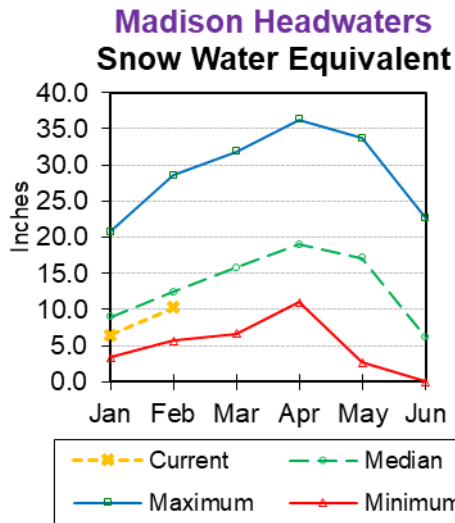 Madison Headwaters
Snow Water Equivalent
Inches
40.0
35.0
30.0
25.0
20.0
15.0
10.0
5.0
0.0
Jan Feb Mar Apr May Jun
Current Median
Maximum Minimum